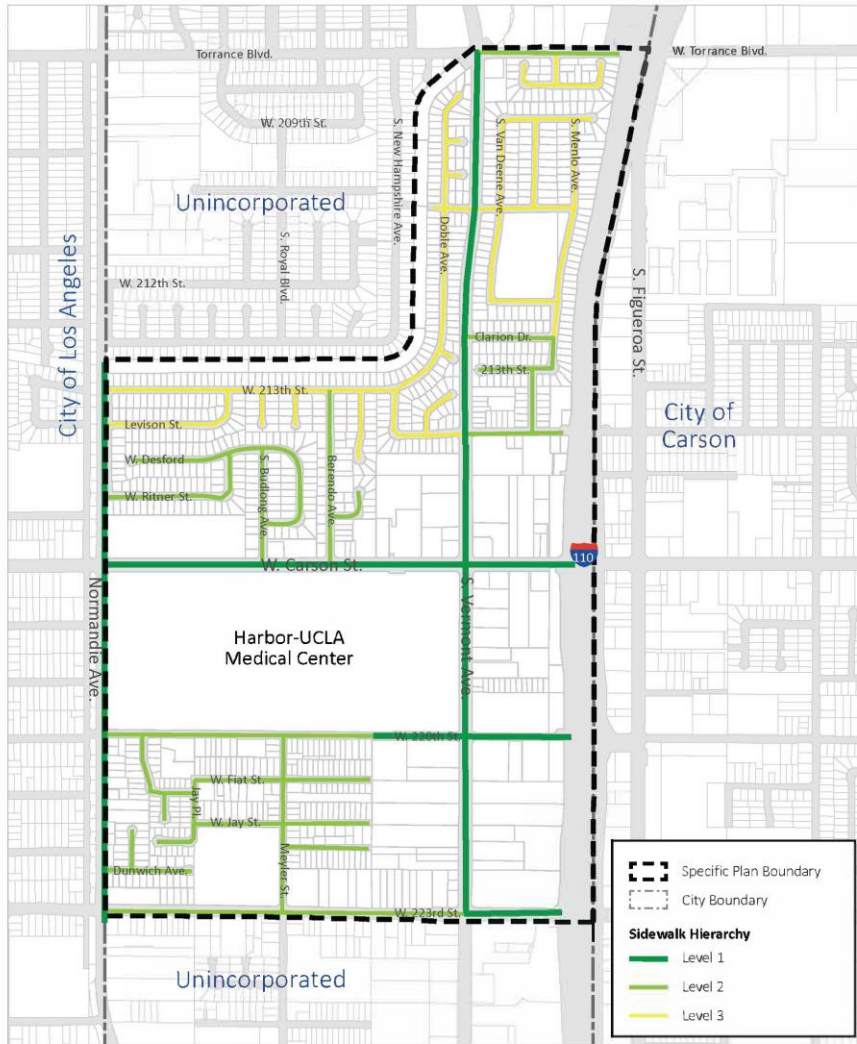 Torrance Blvd.
W. Torrance Blvd.
W. 209th St.
S. New Hampshire Ave.
S. Van Deene Ave.
S. Menlo Ave.
Unincorporated
Doble Ave.
S. Royal Blvd.
City of Los Angeles
W. 212th St.
S. Figueroa St.
Clarion Dr.
213th St.
W. 213th St.
City of
Carson
Levison St.
W. Desford
S. Budlong Ave.
Berendo Ave.
W. Ritner St.
110
W. Carson St.
Normandie Ave.
S. Vermont Ave.
Harbor-UCLA
Medical Center
W. 220th St.
W. Fiat St.
Jay Pl.
W. Jay St.
Meyler St.
Dunwich Ave.
W. 223rd St.
Unincorporated
Specific Plan Boundary
City Boundary
Sidewalk Hierarchy
Level 1
Level 2
Level 3